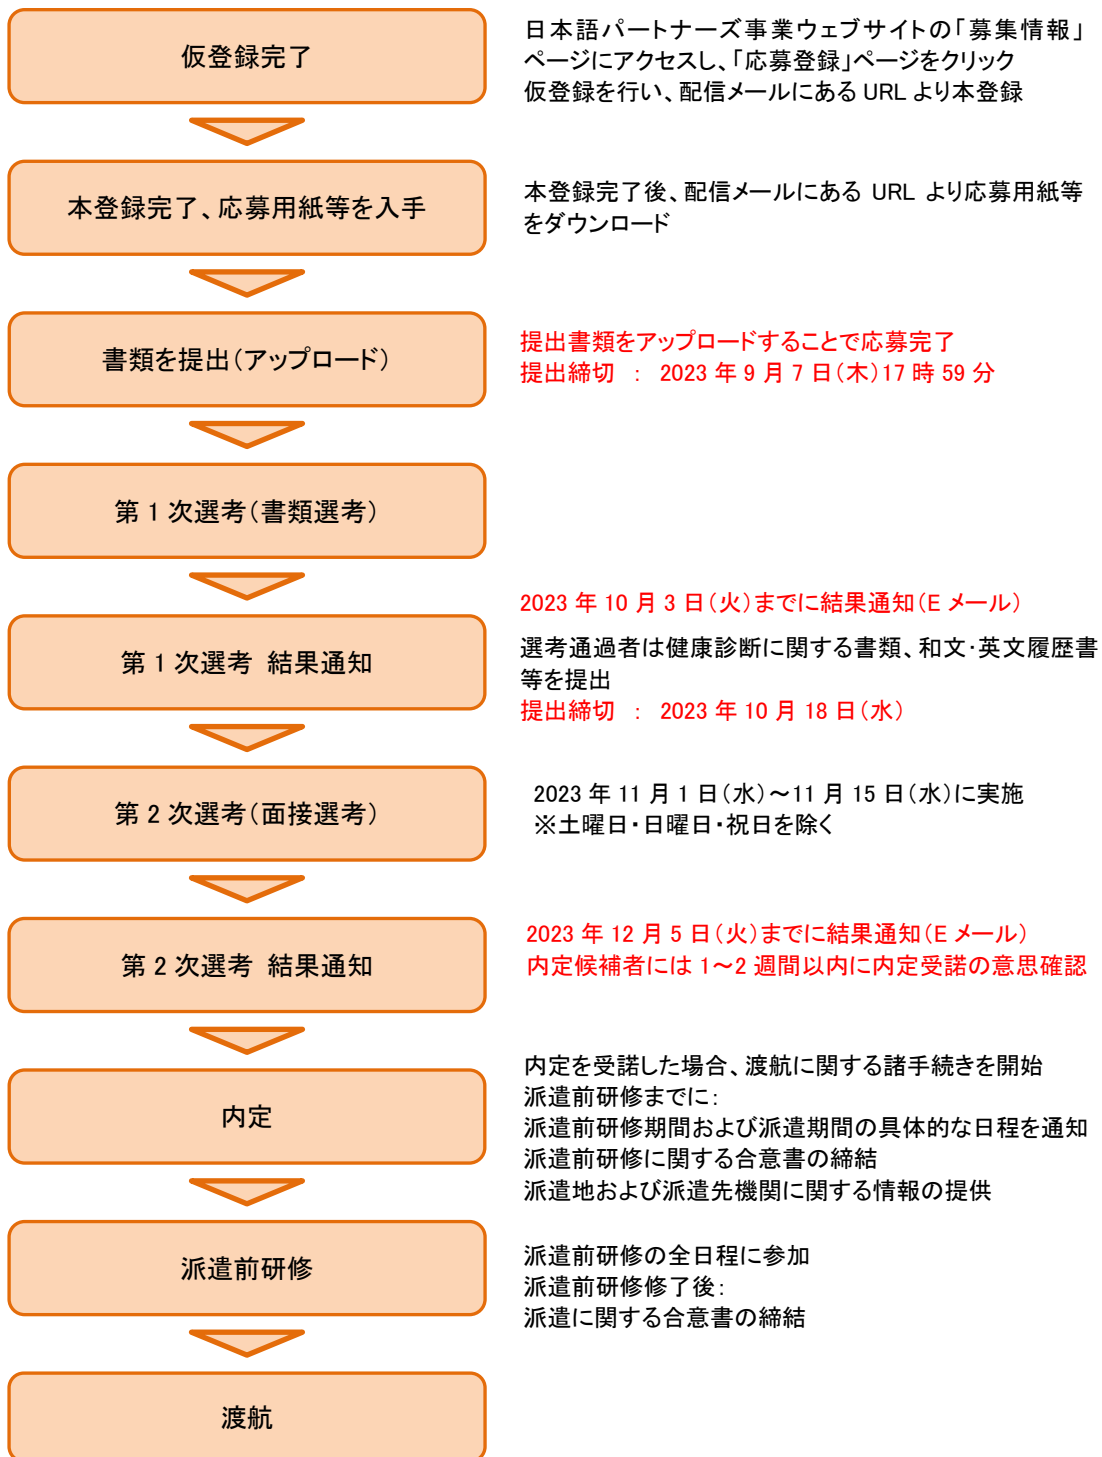 仮登録完了
日本語パートナーズ事業ウェブサイトの「募集情報」
ページにアクセスし、「応募登録」ページをクリック
仮登録を行い、配信メールにある URL より本登録
本登録完了、応募用紙等を入手
本登録完了後、配信メールにある URL より応募用紙等
をダウンロード
書類を提出（アップロード）
提出書類をアップロードすることで応募完了
提出締切 ： 2023 年 9 月 7 日（木）17 時 59 分
第 1 次選考（書類選考）
第 1 次選考 結果通知
2023 年 10 月 3 日（火）までに結果通知（E メール）
選考通過者は健康診断に関する書類、和文・英文履歴書
等を提出
提出締切 ： 2023 年 10 月 18 日（水）
第 2 次選考（面接選考）
2023 年 11 月 1 日（水）～11 月 15 日（水）に実施
※土曜日・日曜日・祝日を除く
第 2 次選考 結果通知
2023 年 12 月 5 日（火）までに結果通知（E メール）
内定候補者には 1～2 週間以内に内定受諾の意思確認
内定
内定を受諾した場合、渡航に関する諸手続きを開始
派遣前研修までに：
派遣前研修期間および派遣期間の具体的な日程を通知
派遣前研修に関する合意書の締結
派遣地および派遣先機関に関する情報の提供
派遣前研修
派遣前研修の全日程に参加
派遣前研修修了後：
派遣に関する合意書の締結
渡航